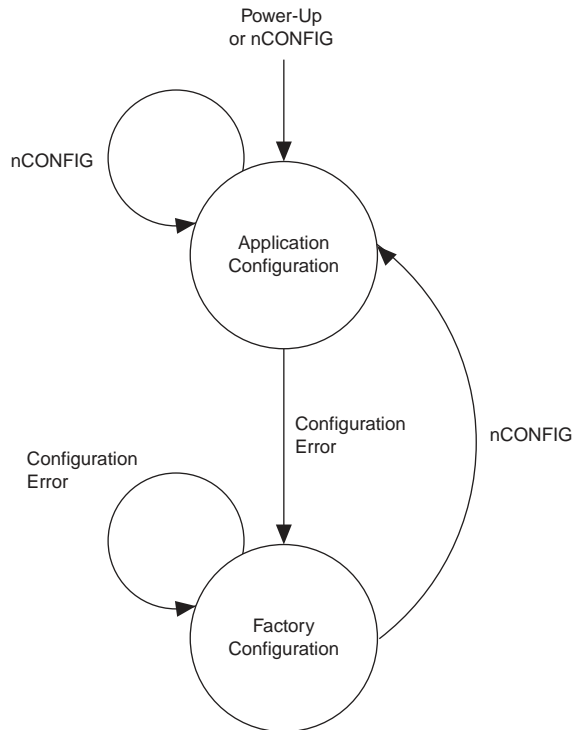 Power-Up
or nCONFIG
nCONFIG
Application
Configuration
Configuration
Error
nCONFIG
Configuration
Error
Factory
Configuration